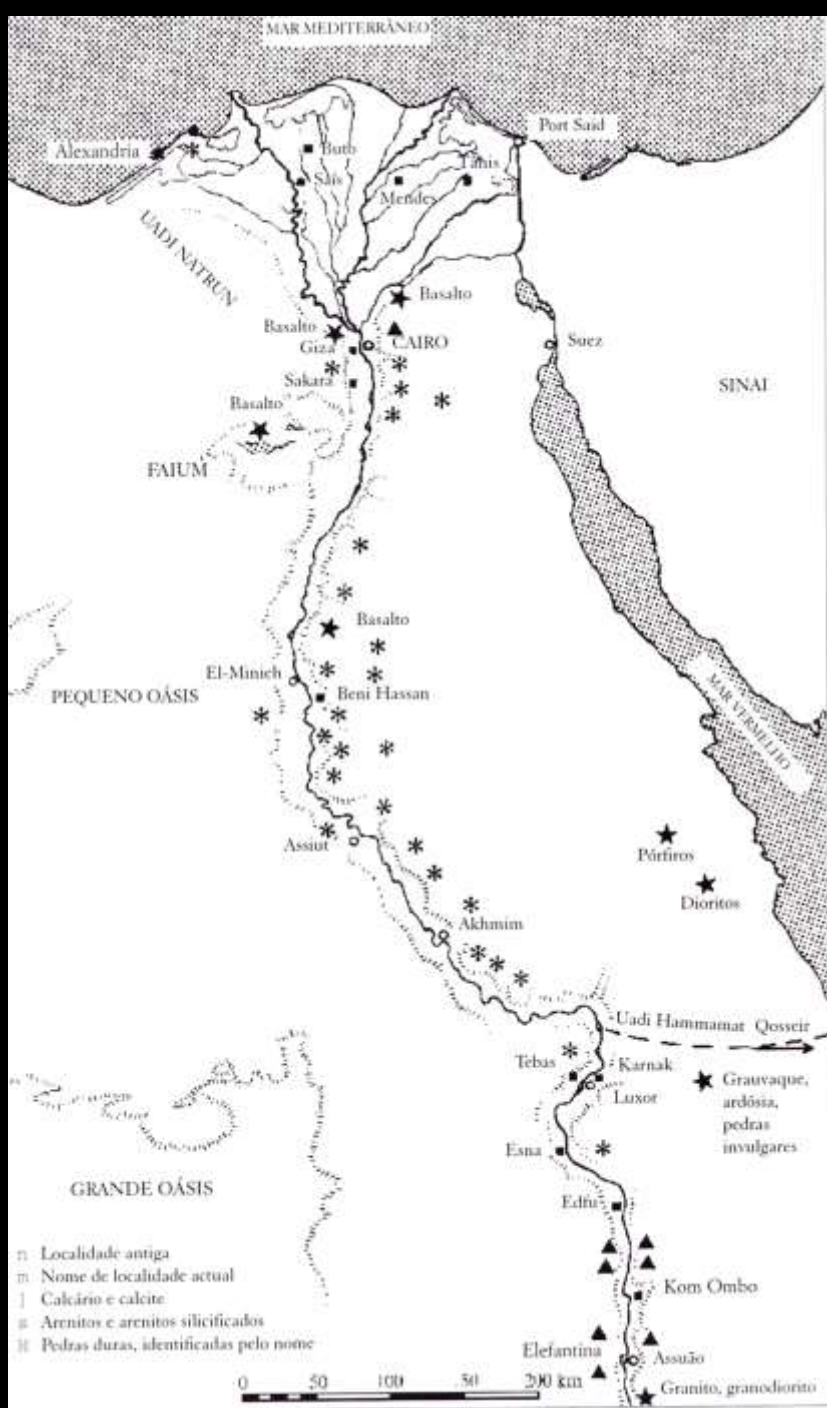 MAR MEDITERRÂNEO
Port Said
Alexandria
Buto
Tânis
Sais
Mendes
UADI NATRUN
Basalto
Basalto
CAIRO
Giza
Suez
Sakara
SINAI
Basalto
FAIUM
Basalto
El-Minieh
PEQUENO OÁSIS
Beni Hassan
MAR VERMELHO
Assiut
Pórfiros
Dioritos
Akhmim
Uadi Hammamat Qosseir
Tebas
Karnak
Luxor
Grauvaque,
ardósia,
pedras
invulgares
Esna
GRANDE OÁSIS
Edfu
Kom Ombo
Elefantina
Assuão
Granito, granodiorito
Localidade antiga
Nome de localidade actual
Calcário e calcite
Arenitos e arenitos silicificados
Pedras duras, identificadas pelo nome
0 50 100 200 km